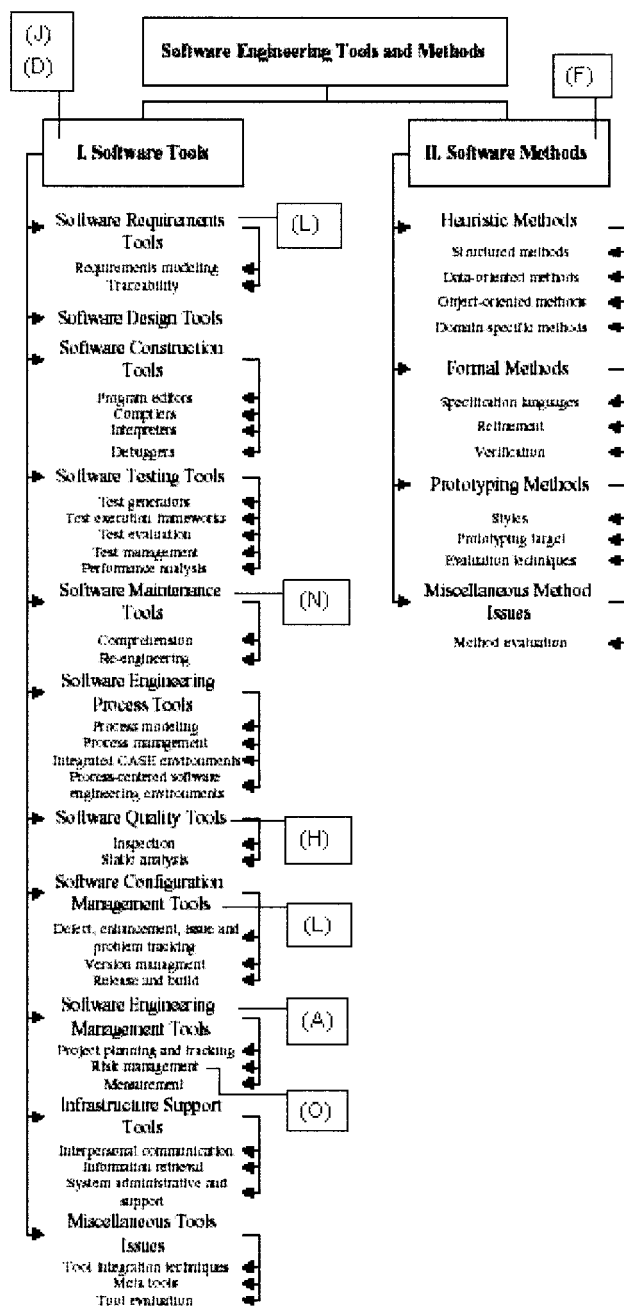 (J)
(D)
Software Engineering Tools and Methods
(F)
I. Software Tools
II. Software Methods
Software Requirements
Tools
(L)
Requirements modeling
Traceability
Software Design Tools
Software Construction
Tools
Program editors
Compilers
Interpreters
Debuggers
Software Testing Tools
Test generators
Test execution frameworks
Test evaluation
Test management
Performance analysis
Software Maintenance
Tools
(N)
Comprehension
Re-engineering
Software Engineering
Process Tools
Process modeling
Process management
Integrated CASE environments
Process-centered software
engineering environments
Software Quality Tools
(H)
Inspection
Static analysis
Software Configuration
Management Tools
(L)
Defect, enhancement, issue and
problem tracking
Version managment
Release and build
Software Engineering
Management Tools
(A)
Project planning and tracking
Risk management
Measurement
(O)
Infrastructure Support
Tools
Interpersonal communication
Information retrieval
System administrative and
support
Miscellaneous Tools
Issues
Tool integration techniques
Meta tools
Tool evaluation
Heuristic Methods
Structured methods
Data-oriented methods
Object-oriented methods
Domain specific methods
Formal Methods
Specification languages
Refinement
Verification
Prototyping Methods
Styles
Prototyping target
Evaluation techniques
Miscellaneous Method
Issues
Method evaluation